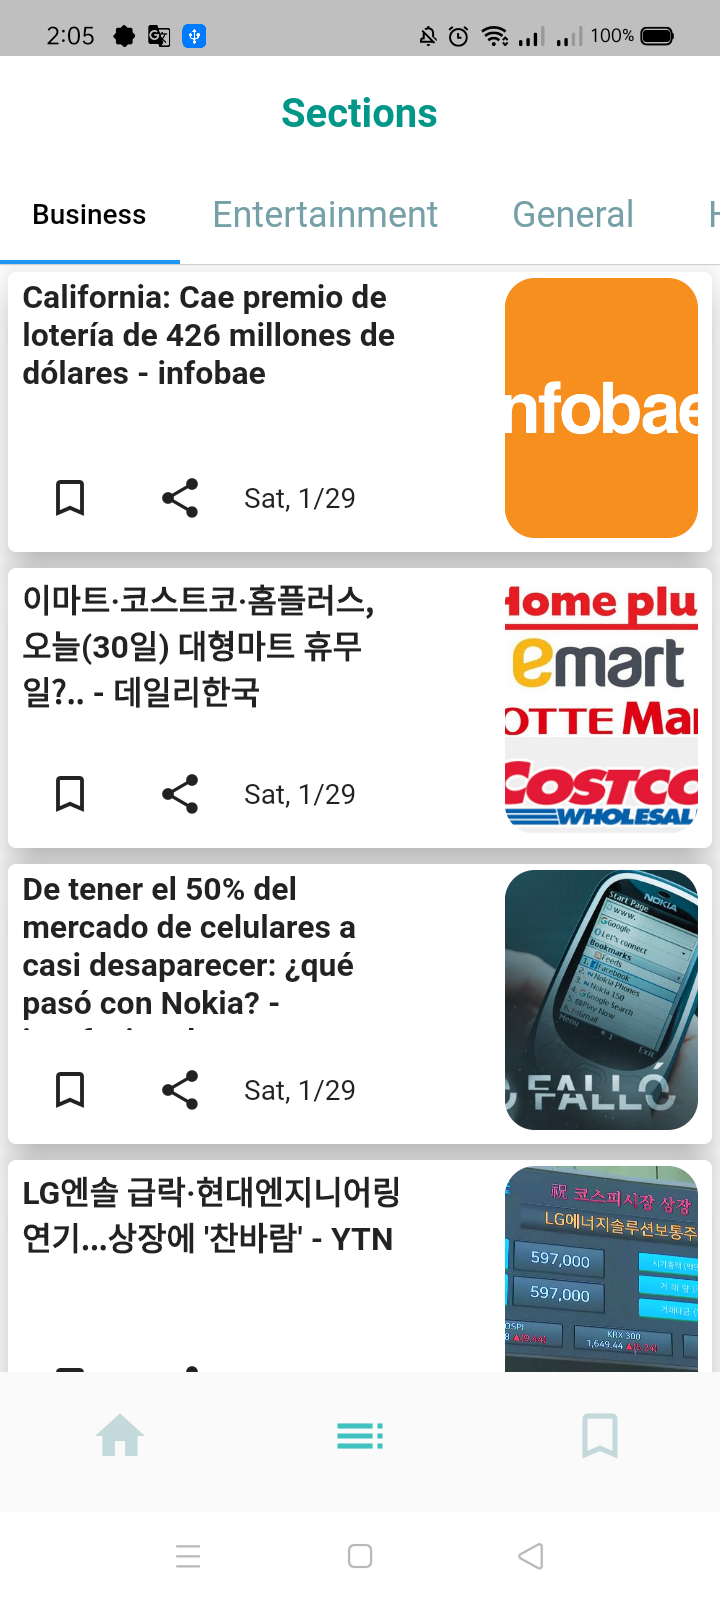 2:05
100%
Sections
Business
Entertainment
General
California: Cae premio de
lotería de 426 millones de
dólares - infobae
nfobae
Sat, 1/29
이마트·코스트코·홈플러스,
오늘(30일) 대형마트 휴무
일?.. - 데일리한국
Home plu
emart
OTTE Mar
COSTCO
WHOLESAL
Sat, 1/29
De tener el 50% del
mercado de celulares a
casi desaparecer: ¿qué
pasó con Nokia? -
NOKIA
Start Page
www.
Google
Let's connect
Bookmarks
Feeds
1. Facebook
2. Nokia Phones
3. Nokia 150
4. Google Search
5. Play Now
6. Gmail
Menu
Exit
FALLÓ
Sat, 1/29
LG엔솔 급락·현대엔지니어링
연기...상장에 '찬바람' - YTN
祝 코스피시장 상장
LG에너지솔루션보통주
597,000
597,000
KRX 300
1,649.44